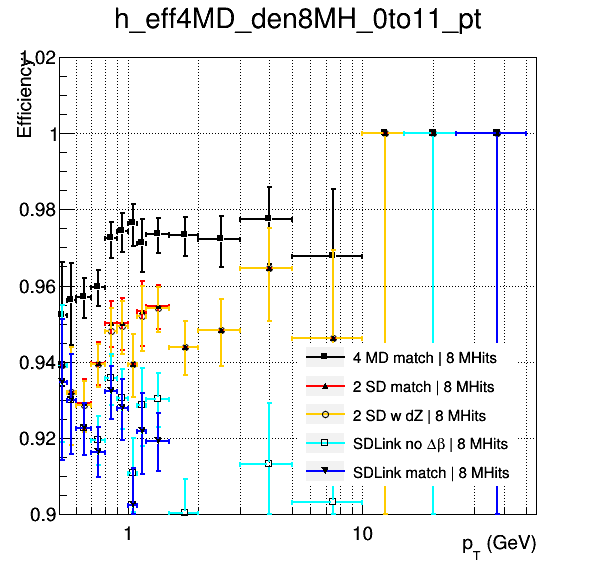 h_eff4MD_den8MH_0to11_pt
Efficiency
1.02
1
0.98
0.96
0.94
0.92
0.9
4 MD match | 8 MHits
2 SD match | 8 MHits
2 SD w dZ | 8 MHits
SDLink no Δβ | 8 MHits
SDLink match | 8 MHits
1
10
p_T (GeV)